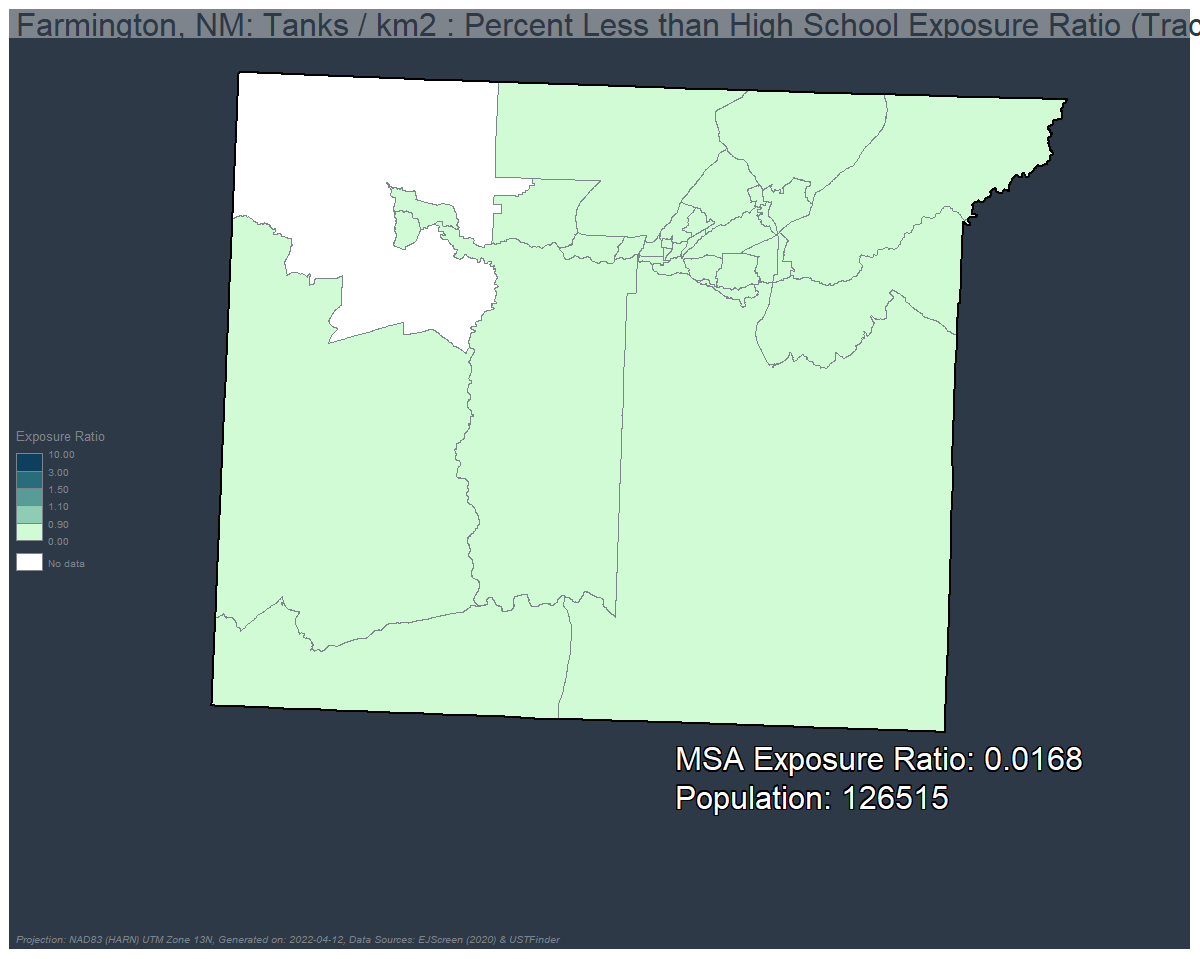 Farmington, NM: Tanks / km2 : Percent Less than High School Exposure Ratio (Trac
Exposure Ratio
10.00
3.00
1.50
1.10
0.90
0.00
No data
MSA Exposure Ratio: 0.0168
Population: 126515
Projection: NAD83 (HARN) UTM Zone 13N, Generated on: 2022-04-12, Data Sources: EJScreen (2020) & USTFinder